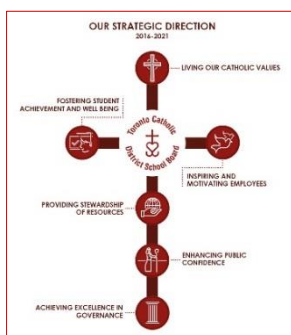 OUR STRATEGIC DIRECTION
2016-2021
LIVING OUR CATHOLIC VALUES
FOSTERING STUDENT
ACHIEVEMENT AND WELL BEING
Toronto Catholic
District School Board
INSPIRING AND
MOTIVATING EMPLOYEES
PROVIDING STEWARDSHIP
OF RESOURCES
ENHANCING PUBLIC
CONFIDENCE
ACHIEVING EXCELLENCE IN
GOVERNANCE